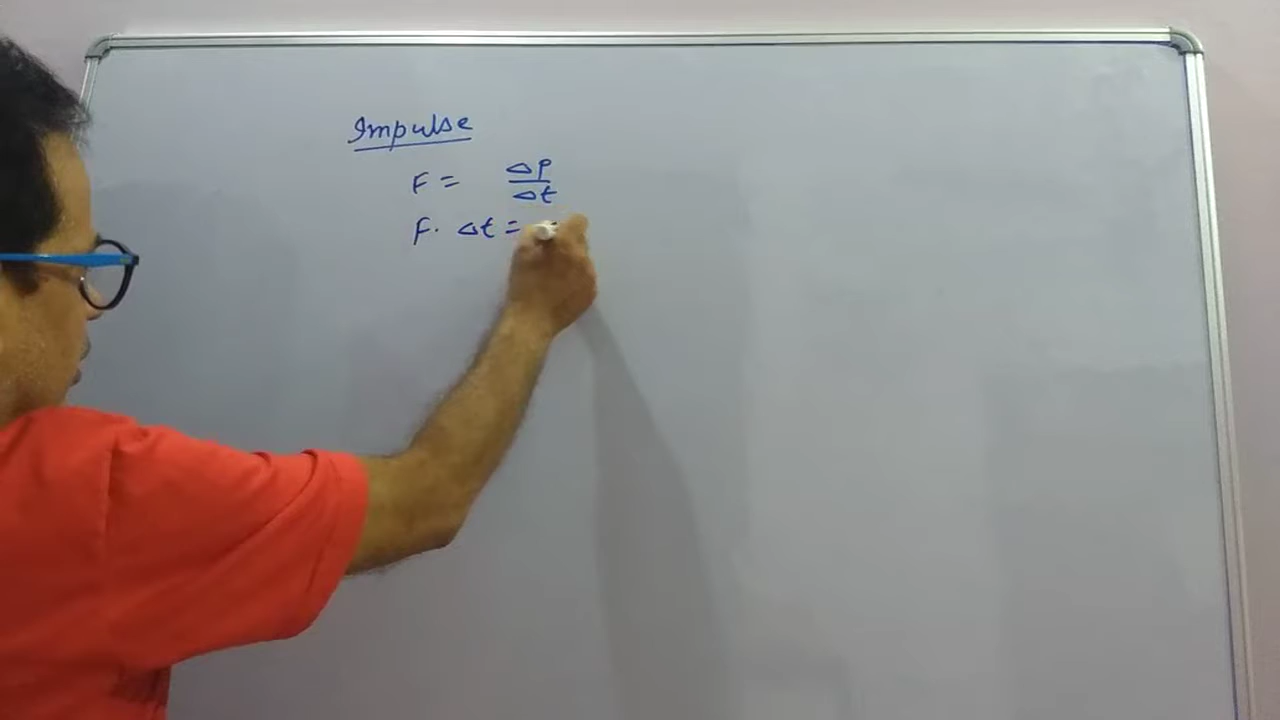 Impulse
F = ΔP/Δt
F. Δt =